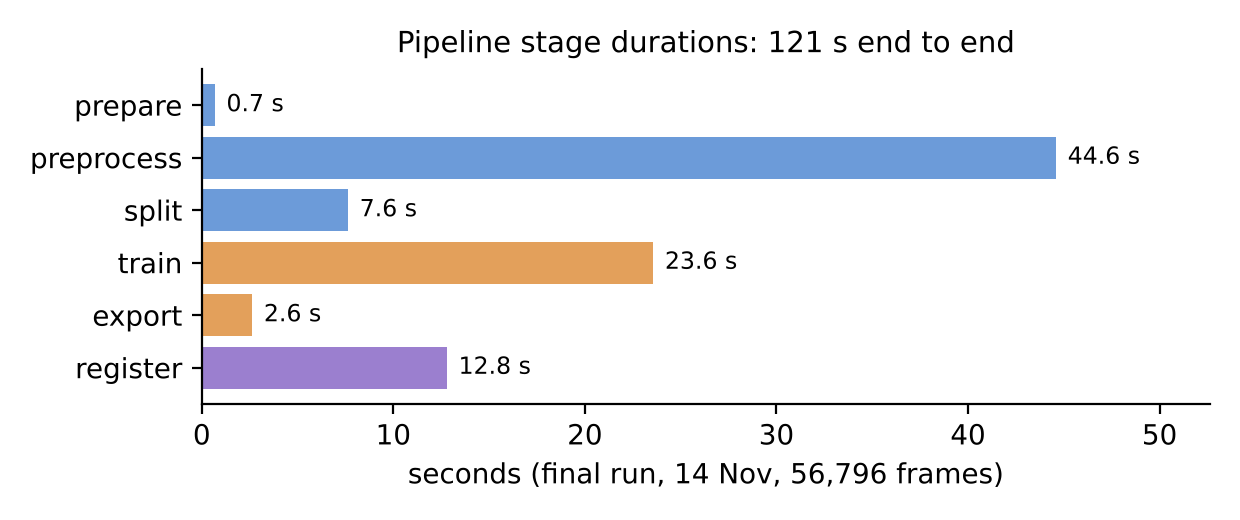 Pipeline stage durations: 121 s end to end
prepare 0.7 s
preprocess 44.6 s
split 7.6 s
train 23.6 s
export 2.6 s
register 12.8 s
0 10 20 30 40 50
seconds (final run, 14 Nov, 56,796 frames)